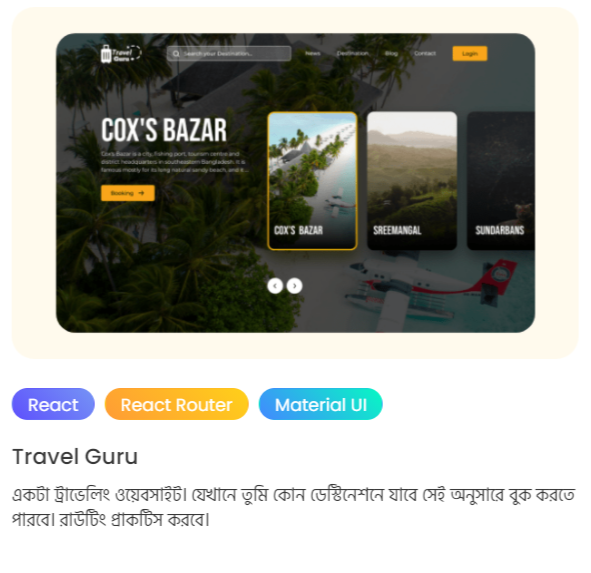 Travel
Guru
Search your Destination...
News
Destination
Blog
Contact
Login
COX'S BAZAR
Cox's Bazar is a city, fishing port, tourism center and
district headquarters in southeastern Bangladesh. It is
famous mostly for its long natural sandy beach, and it ...
Booking
COX'S BAZAR
SREEMANGAL
SUNDARBANS
React
React Router
Material UI
Travel Guru
একটা ট্রাভেলিং ওয়েবসাইট। যেখানে তুমি কোন ডেস্টিনেশনে যাবে সেই অনুসারে বুক করতে
পারবে। রাউটিং প্রাকটিস করবে।